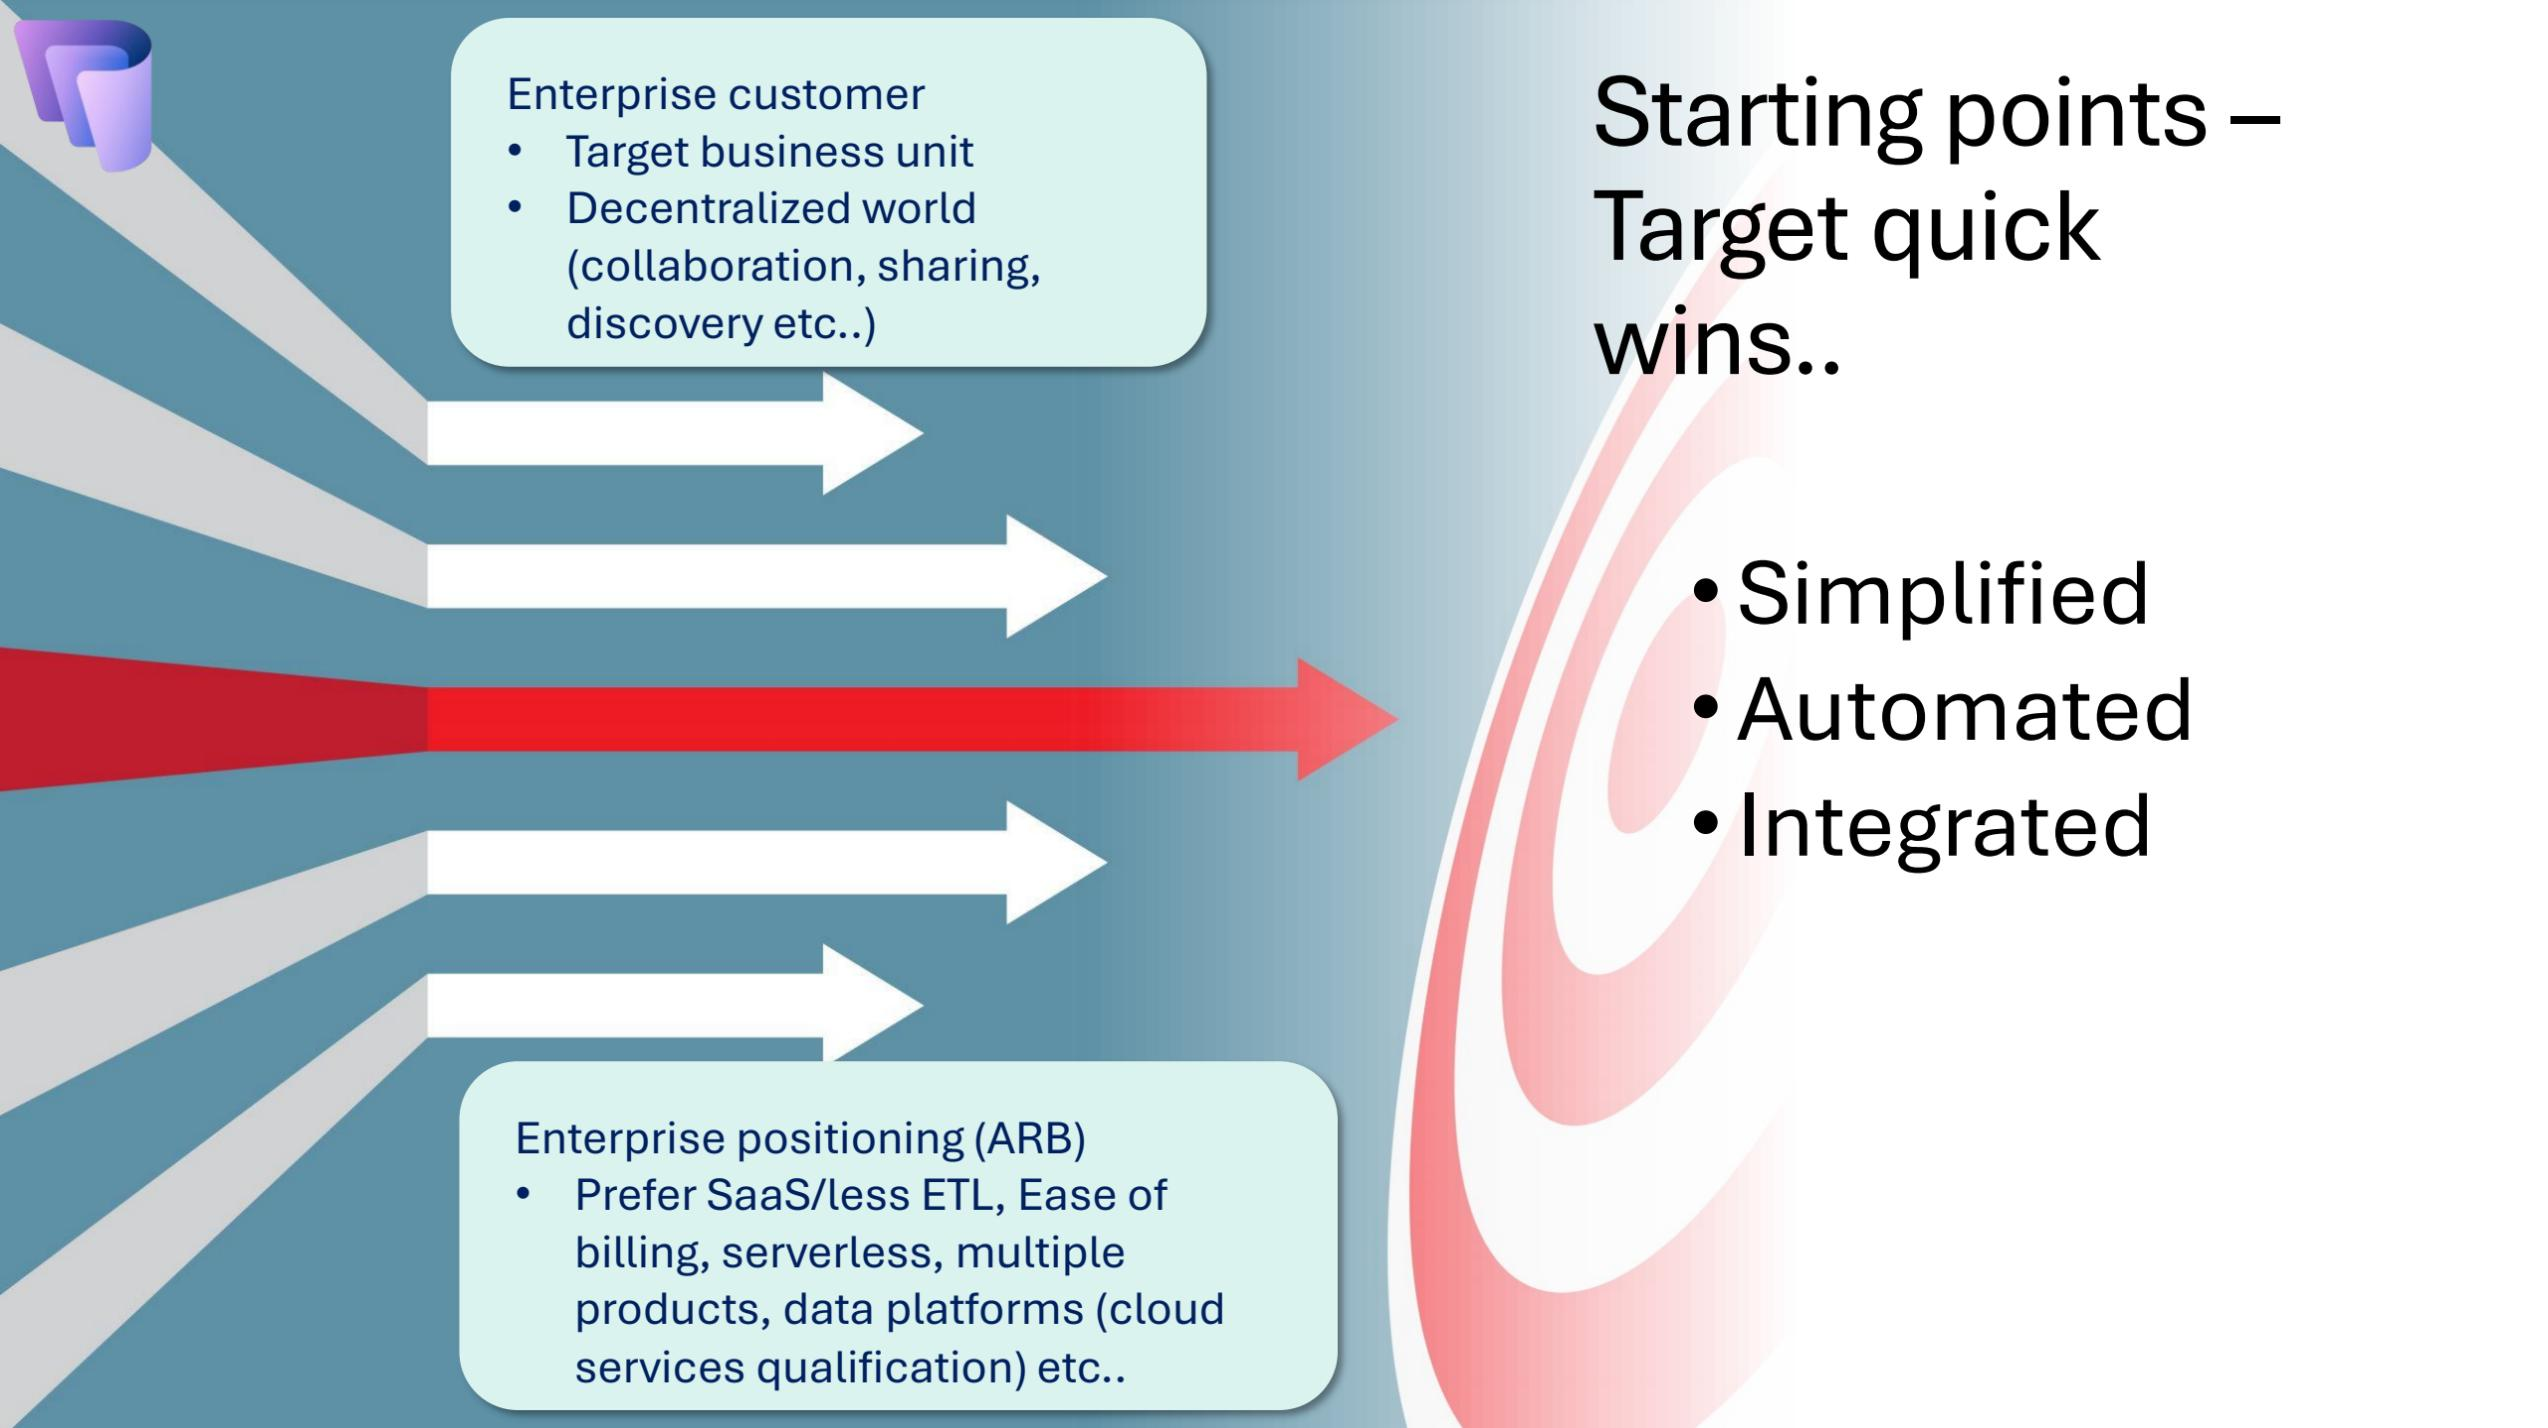 Enterprise customer
• Target business unit
• Decentralized world
(collaboration, sharing,
discovery etc..)
Starting points –
Target quick
wins..
• Simplified
• Automated
• Integrated
Enterprise positioning (ARB)
• Prefer SaaS/less ETL, Ease of
billing, serverless, multiple
products, data platforms (cloud
services qualification) etc..